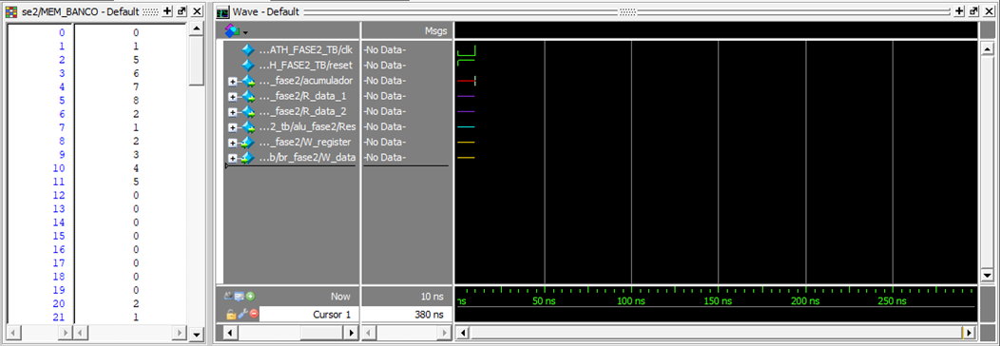 se2/MEM_BANCO - Default
0 0
1 1
2 5
3 6
4 7
5 8
6 2
7 1
8 2
9 3
10 4
11 5
12 0
13 0
14 0
15 0
16 0
17 0
18 0
19 0
20 2
21 1
Wave - Default
Msgs
...ATH_FASE2_TB/clk -No Data-
...H_FASE2_TB/reset -No Data-
..._fase2/acumulador -No Data-
..._fase2/R_data_1 -No Data-
..._fase2/R_data_2 -No Data-
...2_tb/alu_fase2/Res -No Data-
..._fase2/W_register -No Data-
...b/br_fase2/W_data -No Data-
Now 10 ns
Cursor 1 380 ns
ns 50 ns 100 ns 150 ns 200 ns 250 ns